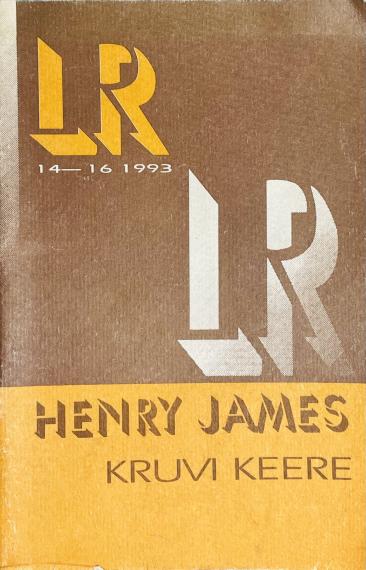 LR
14—16 1993
LR
HENRY JAMES
KRUVI KEERE